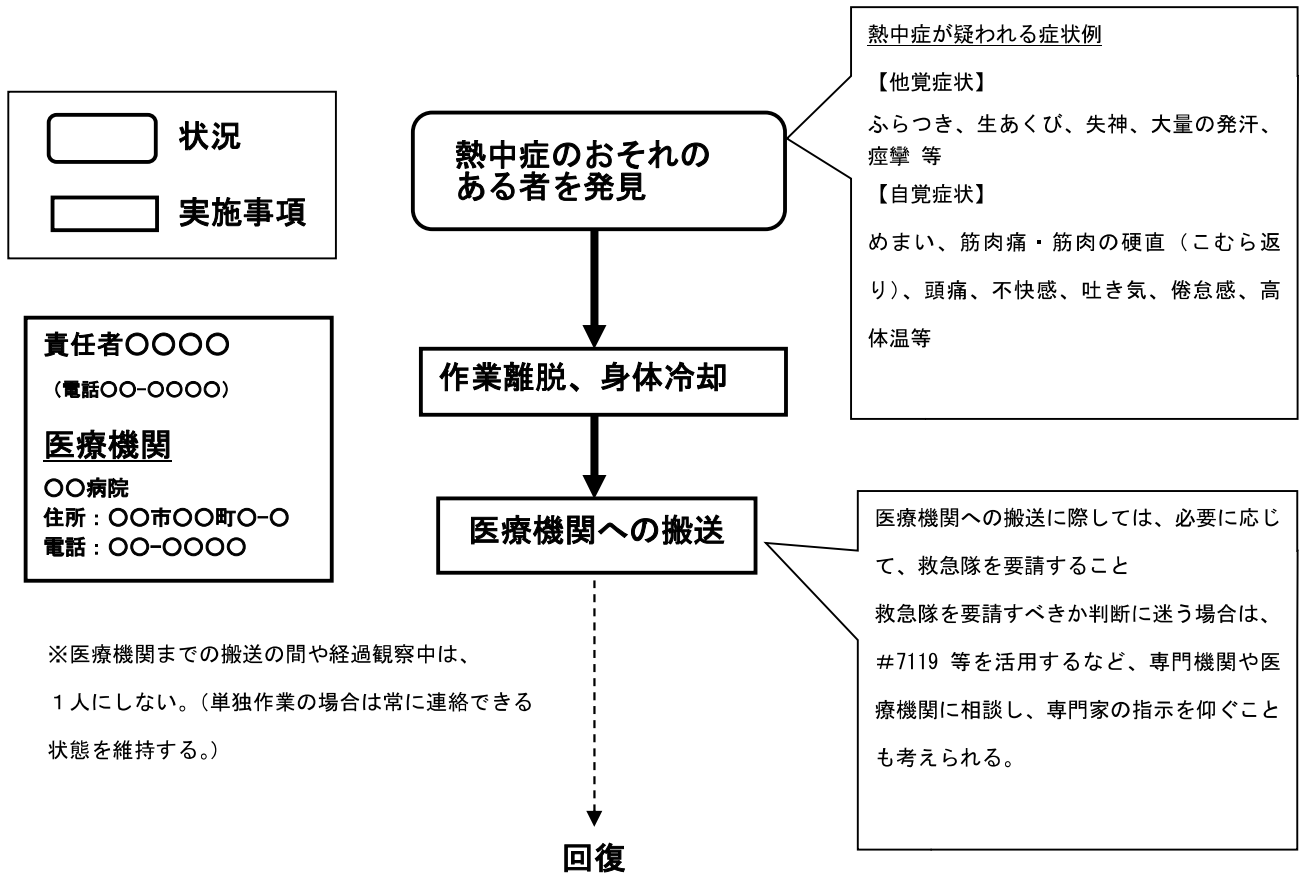 状況
実施事項
責任者〇〇〇〇
（電話〇〇-〇〇〇〇）
医療機関
〇〇病院
住所：〇〇市〇〇町〇-〇
電話：〇〇-〇〇〇〇
※医療機関までの搬送の間や経過観察中は、
１人にしない。（単独作業の場合は常に連絡できる
状態を維持する。）
熱中症のおそれの
ある者を発見
作業離脱、身体冷却
医療機関への搬送
回復
熱中症が疑われる症状例
【他覚症状】
ふらつき、生あくび、失神、大量の発汗、
痙攣 等
【自覚症状】
めまい、筋肉痛・筋肉の硬直（こむら返
り）、頭痛、不快感、吐き気、倦怠感、高
体温等
医療機関への搬送に際しては、必要に応じ
て、救急隊を要請すること
救急隊を要請すべきか判断に迷う場合は、
＃7119 等を活用するなど、専門機関や医
療機関に相談し、専門家の指示を仰ぐこと
も考えられる。